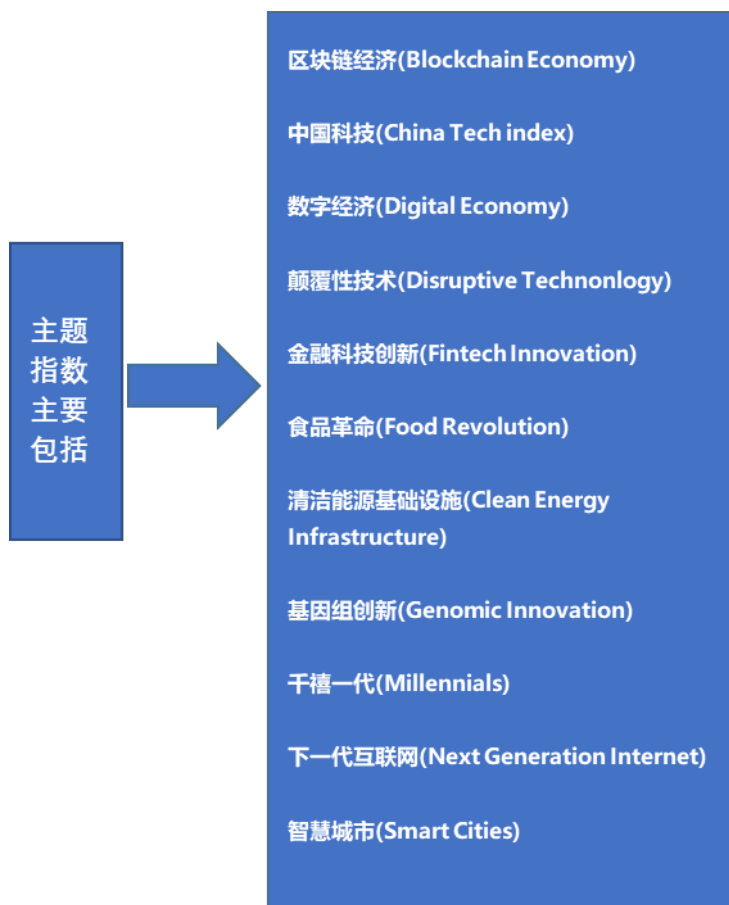 主题
指数
主要
包括
区块链经济(Blockchain Economy)
中国科技(China Tech index)
数字经济(Digital Economy)
颠覆性技术(Disruptive Technonlogy)
金融科技创新(Fintech Innovation)
食品革命(Food Revolution)
清洁能源基础设施(Clean Energy
Infrastructure)
基因组创新(Genomic Innovation)
千禧一代(Millennials)
下一代互联网(Next Generation Internet)
智慧城市(Smart Cities)